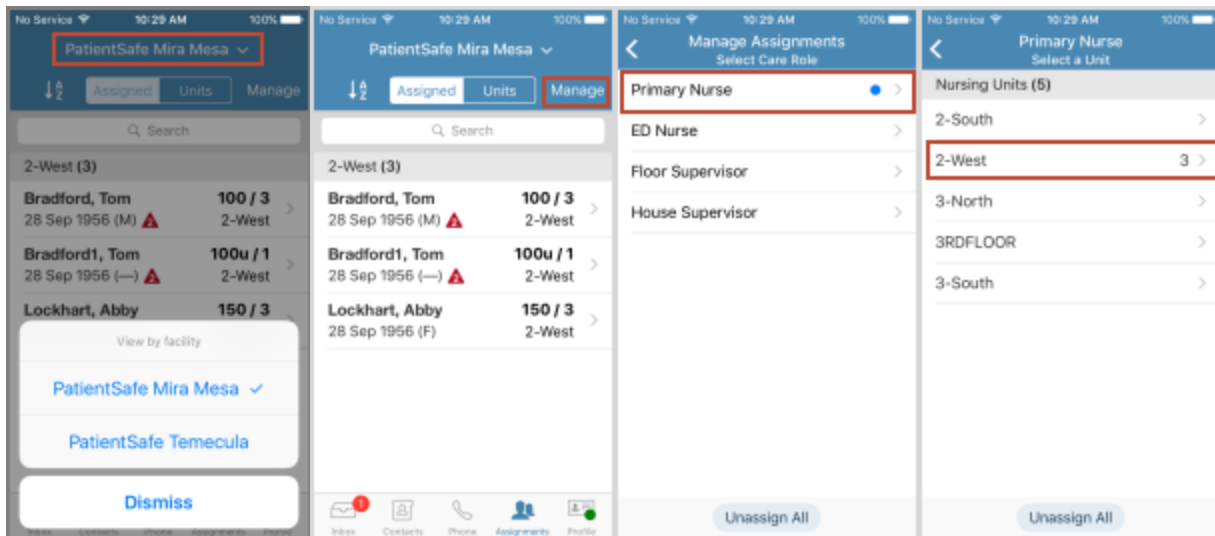 No Service 10:29 AM 100%
PatientSafe Mira Mesa
Assigned Units Manage
Search
2-West (3)
Bradford, Tom 100 / 3
28 Sep 1956 (M) 2-West
Bradford1, Tom 100u / 1
28 Sep 1956 (—) 2-West
Lockhart, Abby 150 / 3
View by facility
PatientSafe Mira Mesa
PatientSafe Temecula
Dismiss
Inbox Contacts Phone Assignments Profile
No Service 10:29 AM 100%
PatientSafe Mira Mesa
Assigned Units Manage
Search
2-West (3)
Bradford, Tom 100 / 3
28 Sep 1956 (M) 2-West
Bradford1, Tom 100u / 1
28 Sep 1956 (—) 2-West
Lockhart, Abby 150 / 3
28 Sep 1956 (F) 2-West
1
Inbox Contacts Phone Assignments Profile
No Service 10:29 AM 100%
Manage Assignments
Select Care Role
Primary Nurse
ED Nurse
Floor Supervisor
House Supervisor
Unassign All
No Service 10:29 AM 100%
Primary Nurse
Select a Unit
Nursing Units (5)
2-South
2-West 3
3-North
3RDFLOOR
3-South
Unassign All